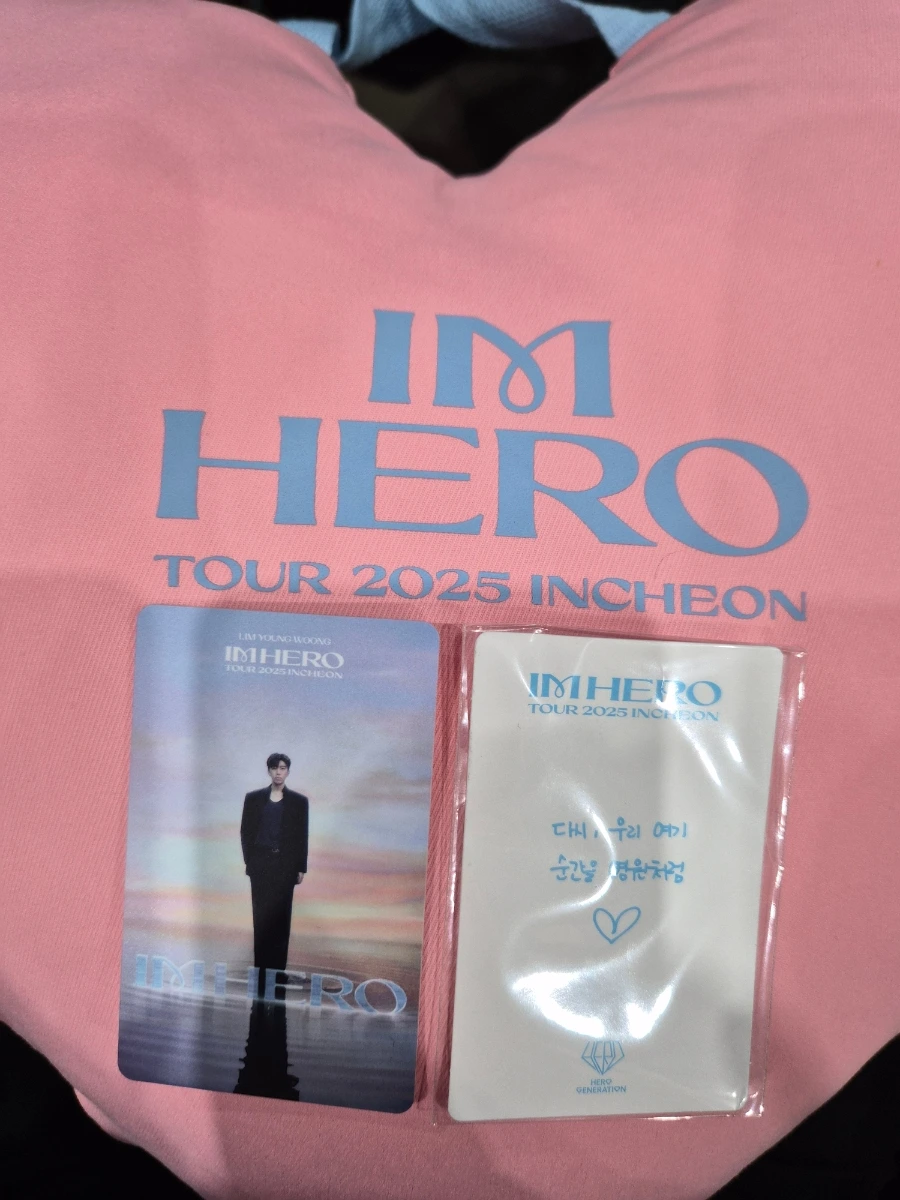 IM
HERO
TOUR 2025 INCHEON
LIM YOUNG WOONG
IM HERO
TOUR 2025 INCHEON
IM HERO
IM HERO
TOUR 2025 INCHEON
다시, 우리 여기
순간을 영원처럼
HERO
HERO
GENERATION